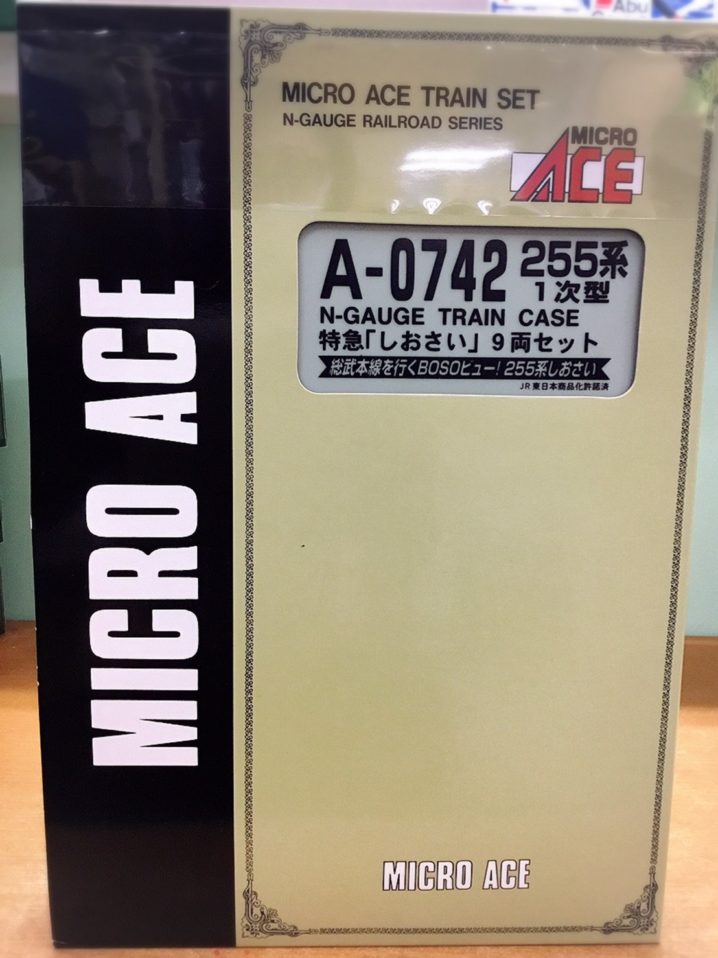 Abu
MICRO ACE TRAIN SET
N-GAUGE RAILROAD SERIES
MICRO
ACE
A-0742 255系
1次型
N-GAUGE TRAIN CASE
特急「しおさい」9両セット
総武本線を行くBOSOビュー! 255系しおさい
JR東日本商品化許諾済
MICRO ACE
MICRO ACE